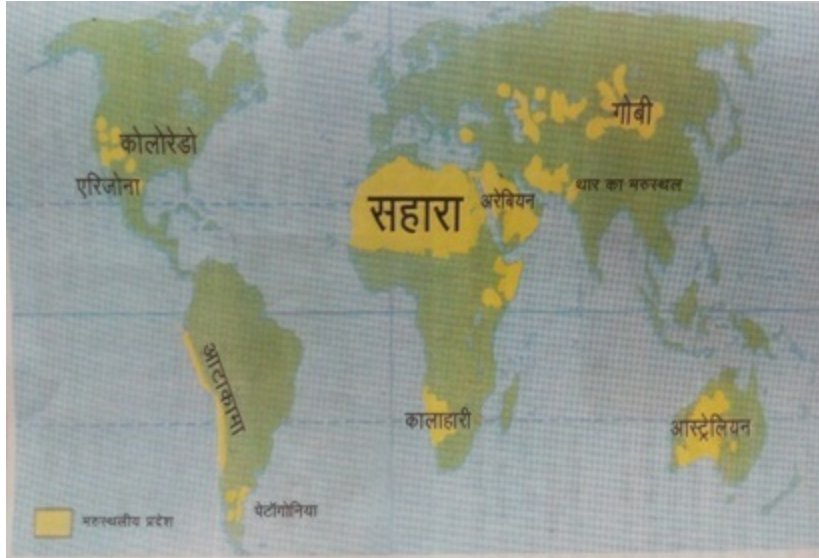 गोबी
कोलोरेडो
एरिजोना
थार का मरुस्थल
सहारा
अरेबियन
आटाकामा
कालाहारी
आस्ट्रेलियन
पेटॉगोनिया
मरुस्थलीय प्रदेश